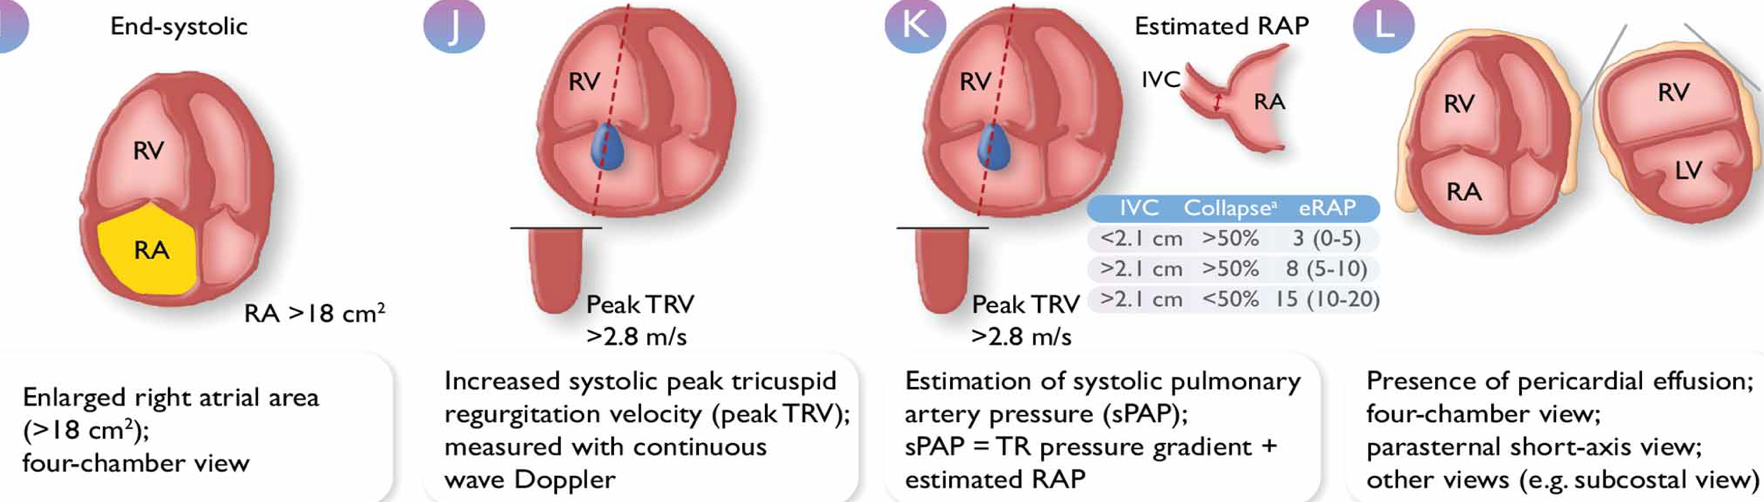 End-systolic
RV
RA
RA >18 cm²
Enlarged right atrial area
(>18 cm²);
four-chamber view
J
RV
Peak TRV
>2.8 m/s
Increased systolic peak tricuspid
regurgitation velocity (peak TRV);
measured with continuous
wave Doppler
K
RV
Estimated RAP
IVC
RA
IVC Collapseᵃ eRAP
<2.1 cm >50% 3 (0-5)
>2.1 cm >50% 8 (5-10)
>2.1 cm <50% 15 (10-20)
Peak TRV
>2.8 m/s
Estimation of systolic pulmonary
artery pressure (sPAP);
sPAP = TR pressure gradient +
estimated RAP
L
RV
RA
RV
LV
Presence of pericardial effusion;
four-chamber view;
parasternal short-axis view;
other views (e.g. subcostal view)